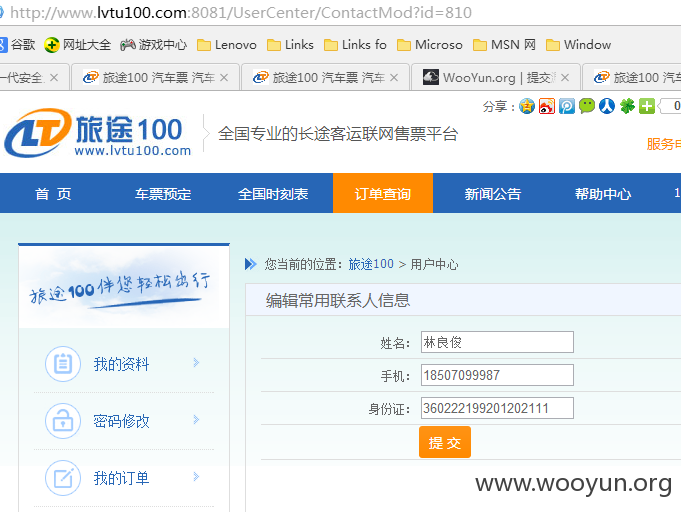 http://www.lvtu100.com:8081/UserCenter/ContactMod?id=810
谷歌 网址大全 游戏中心 Lenovo Links Links fo Microso MSN 网 Window
一代安全 旅途100 汽车票 汽车 旅途100 汽车票 汽车 WooYun.org | 提交 旅途100 汽车
旅途100
www.lvtu100.com
全国专业的长途客运联网售票平台
分享：
服务电
首 页 车票预定 全国时刻表 订单查询 新闻公告 帮助中心
旅途100伴您轻松出行
您当前的位置：旅途100 > 用户中心
编辑常用联系人信息
姓名： 林良俊
手机： 18507099987
身份证： 360222199201202111
提 交
我的资料
密码修改
我的订单
www.wooyun.org